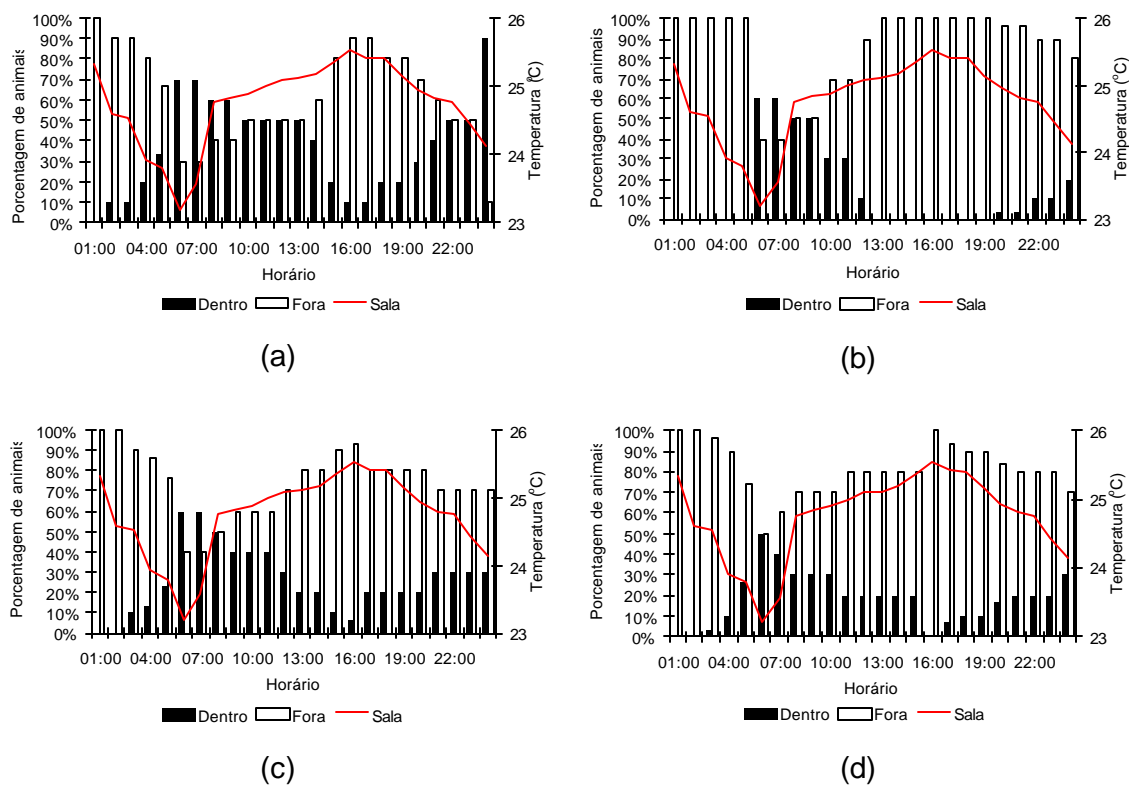 Porcentagem de animais
100%
90%
80%
70%
60%
50%
40%
30%
20%
10%
0%
26
25
24
23
Temperatura (ºC)
01:00 04:00 07:00 10:00 13:00 16:00 19:00 22:00
Horário
Dentro Fora Sala
(a)
Porcentagem de animais
100%
90%
80%
70%
60%
50%
40%
30%
20%
10%
0%
26
25
24
23
Temperatura (°C)
01:00 04:00 07:00 10:00 13:00 16:00 19:00 22:00
Horário
Dentro Fora Sala
(b)
Porcentagem de animais
100%
90%
80%
70%
60%
50%
40%
30%
20%
10%
0%
26
25
24
23
Temperatura (°C)
01:00 04:00 07:00 10:00 13:00 16:00 19:00 22:00
Horário
Dentro Fora Sala
(c)
Porcentagem de animais
100%
90%
80%
70%
60%
50%
40%
30%
20%
10%
0%
26
25
24
23
Temperatura (°C)
01:00 04:00 07:00 10:00 13:00 16:00 19:00 22:00
Horário
Dentro Fora Sala
(d)